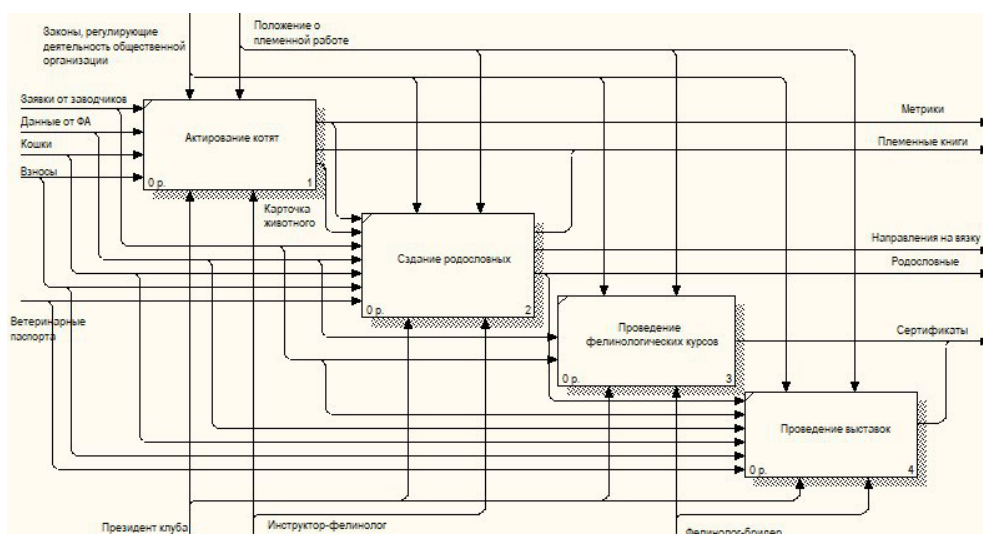 Законы, регулирующие
деятельность общественной
организации
Положение о
племенной работе
Заявки от заводчиков
Данные от ФА
Кошки
Взносы
Актирование котят
0 р.
1
Метрики
Племенные книги
Карточка
животного
Сздание родословных
0 р.
2
Направления на вязку
Родословные
Ветеринарные
паспорта
Проведение
фелинологических курсов
0 р.
3
Сертификаты
Проведение выставок
0 р.
4
Президент клуба
Инструктор-фелинолог
Фелинолог-бридер